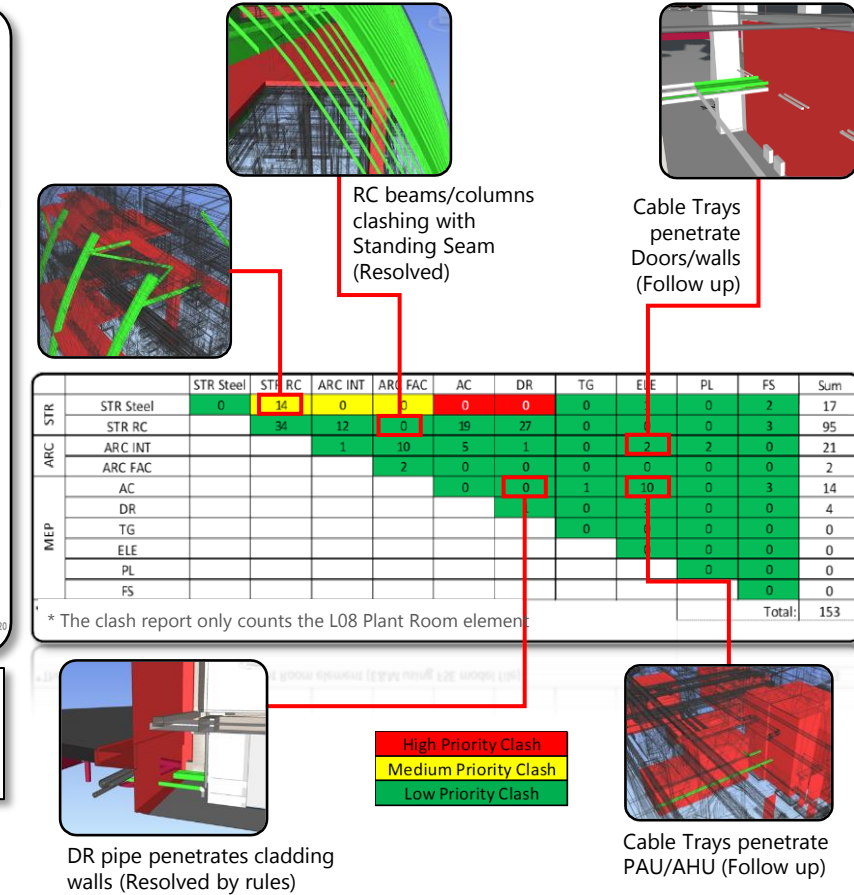 RC beams/columns
clashing with
Standing Seam
(Resolved)
Cable Trays
penetrate
Doors/walls
(Follow up)
STR Steel STR RC ARC INT ARC FAC AC DR TG ELE PL FS Sum
STR
STR Steel 0 14 0 0 0 0 0 0 2 17
STR RC 34 12 0 19 27 0 0 0 3 95
ARC
ARC INT 1 10 5 1 0 2 2 0 21
ARC FAC 2 0 0 0 0 0 0 2
MEP
AC 0 0 1 10 0 3 14
DR 0 0 0 4
TG 0 0 0 0
ELE 0 0 0
PL 0 0 0
FS 0 0
Total: 153
* The clash report only counts the L08 Plant Room element
20
High Priority Clash
Medium Priority Clash
Low Priority Clash
DR pipe penetrates cladding
walls (Resolved by rules)
Cable Trays penetrate
PAU/AHU (Follow up)